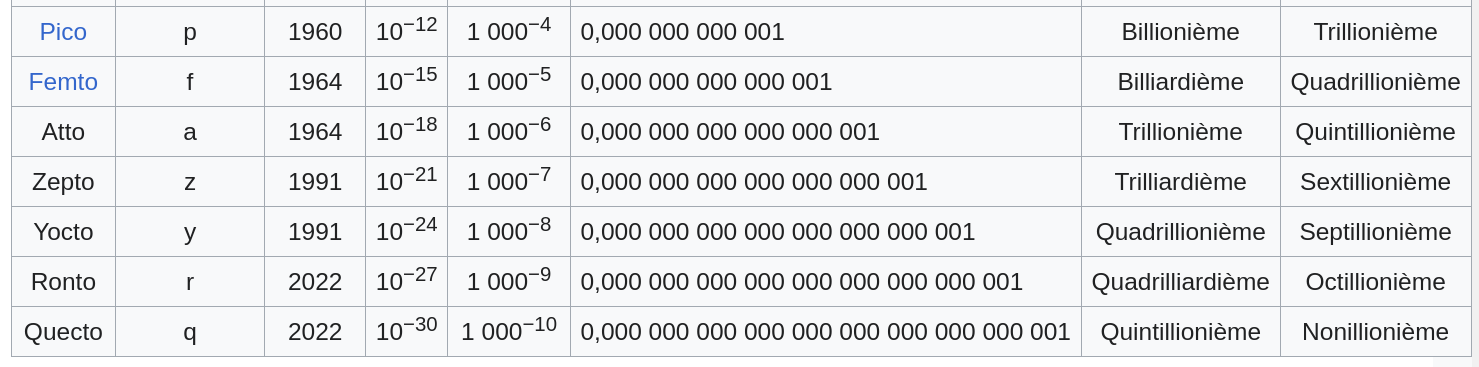 Pico p 1960 10−12 1 000−4 0,000 000 000 001 Billionième Trillionième
Femto f 1964 10−15 1 000−5 0,000 000 000 000 001 Billiardième Quadrillionième
Atto a 1964 10−18 1 000−6 0,000 000 000 000 000 001 Trillionième Quintillionième
Zepto z 1991 10−21 1 000−7 0,000 000 000 000 000 000 001 Trilliardième Sextillionième
Yocto y 1991 10−24 1 000−8 0,000 000 000 000 000 000 000 001 Quadrillionième Septillionième
Ronto r 2022 10−27 1 000−9 0,000 000 000 000 000 000 000 000 001 Quadrilliardième Octillionième
Quecto q 2022 10−30 1 000−10 0,000 000 000 000 000 000 000 000 000 001 Quintillionième Nonillionième